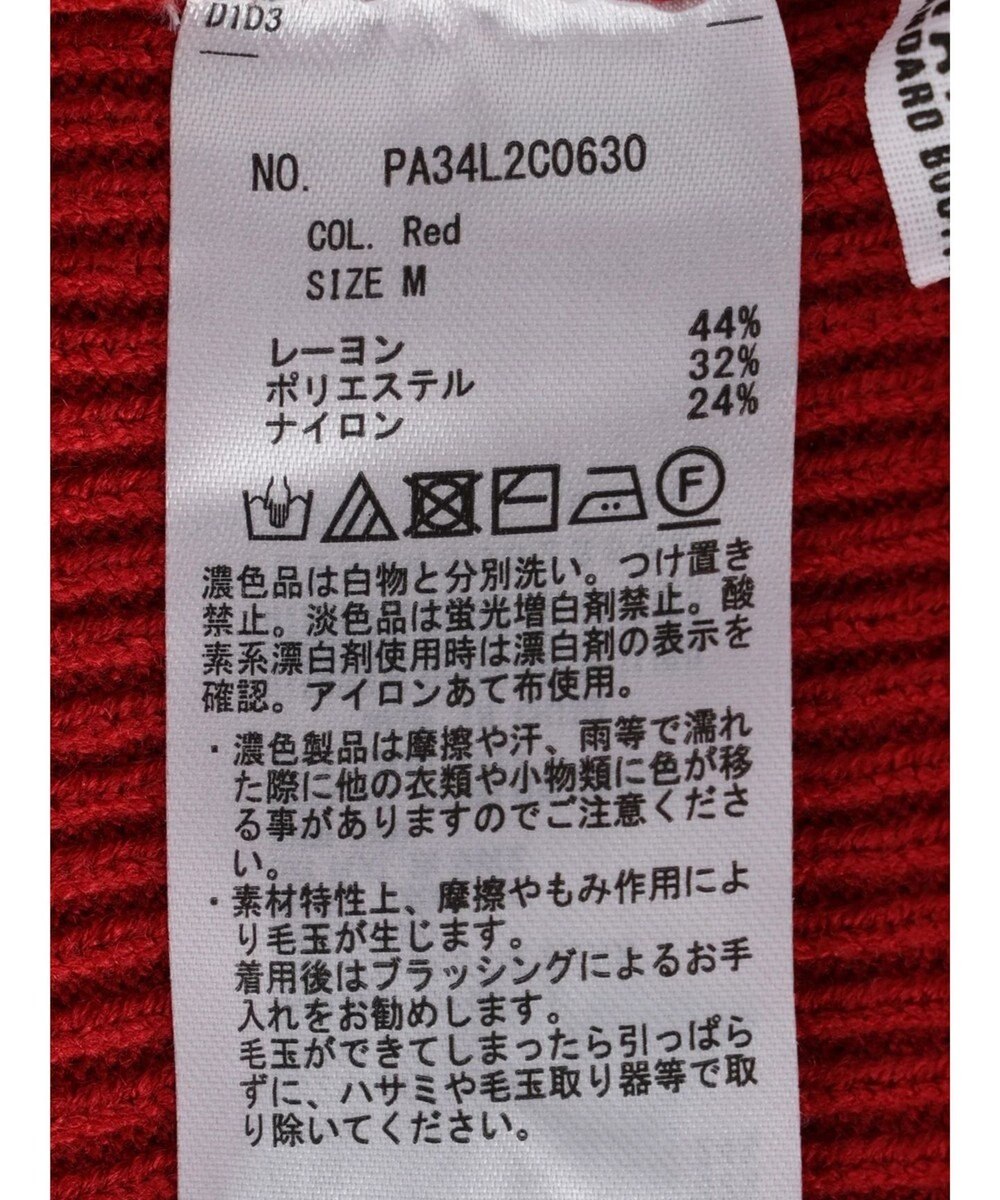 D1D3
NO. PA34L2C0630
COL. Red
SIZE M
レーヨン 44%
ポリエステル 32%
ナイロン 24%
F
濃色品は白物と分別洗い。つけ置き
禁止。淡色品は蛍光増白剤禁止。酸
素系漂白剤使用時は漂白剤の表示を
確認。アイロンあて布使用。
・濃色製品は摩擦や汗、雨等で濡れ
た際に他の衣類や小物類に色が移
る事がありますのでご注意くださ
い。
・素材特性上、摩擦やもみ作用によ
り毛玉が生じます。
着用後はブラッシングによるお手
入れをお勧めします。
毛玉ができてしまったら引っぱら
ずに、ハサミや毛玉取り器等で取
り除いてください。